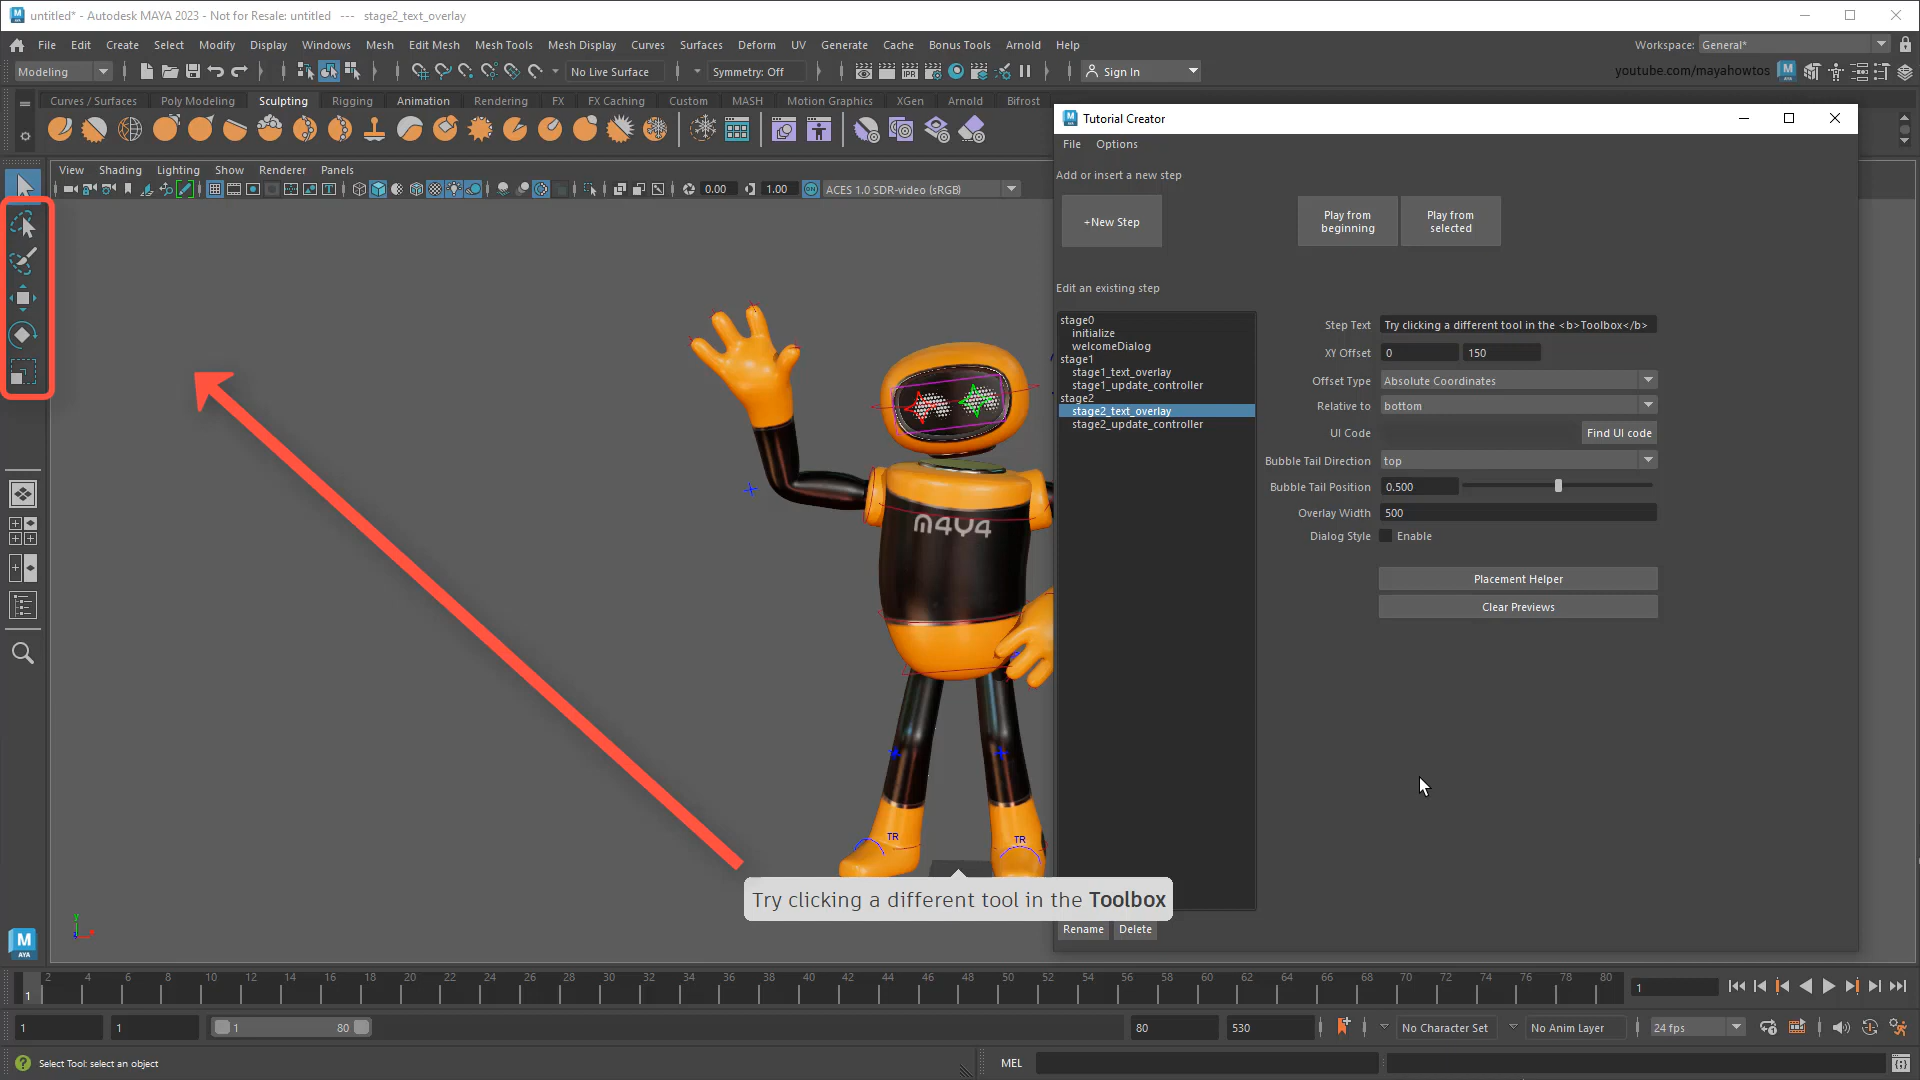 untitled* - Autodesk MAYA 2023 - Not for Resale: untitled --- stage2_text_overlay
File Edit Create Select Modify Display Windows Mesh Edit Mesh Mesh Tools Mesh Display Curves Surfaces Deform UV Generate Cache Bonus Tools Arnold Help
Workspace: General*
Modeling
No Live Surface
Symmetry: Off
IPR
Sign In
youtube.com/mayahowtos
Curves / Surfaces Poly Modeling Sculpting Rigging Animation Rendering FX FX Caching Custom MASH Motion Graphics XGen Arnold Bifrost
View Shading Lighting Show Renderer Panels
0.00
1.00
ON
ACES 1.0 SDR-video (sRGB)
Tutorial Creator
File Options
Add or insert a new step
+New Step
Play from
beginning
Play from
selected
Edit an existing step
stage0
initialize
welcomeDialog
stage1
stage1_text_overlay
stage1_update_controller
stage2
stage2_text_overlay
stage2_update_controller
Step Text Try clicking a different tool in the <b>Toolbox</b>
XY Offset 0 150
Offset Type Absolute Coordinates
Relative to bottom
UI Code Find UI code
Bubble Tail Direction top
Bubble Tail Position 0.500
Overlay Width 500
Dialog Style Enable
Placement Helper
Clear Previews
Rename Delete
M4Y4
TR
TR
Try clicking a different tool in the Toolbox
y
M
AYA
2 4 6 8 10 12 14 16 18 20 22 24 26 28 30 32 34 36 38 40 42 44 46 48 50 52 54 56 58 60 62 64 66 68 70 72 74 76 78 80
1
1
1 1 1 80 80 530 No Character Set No Anim Layer 24 fps
Select Tool: select an object
MEL